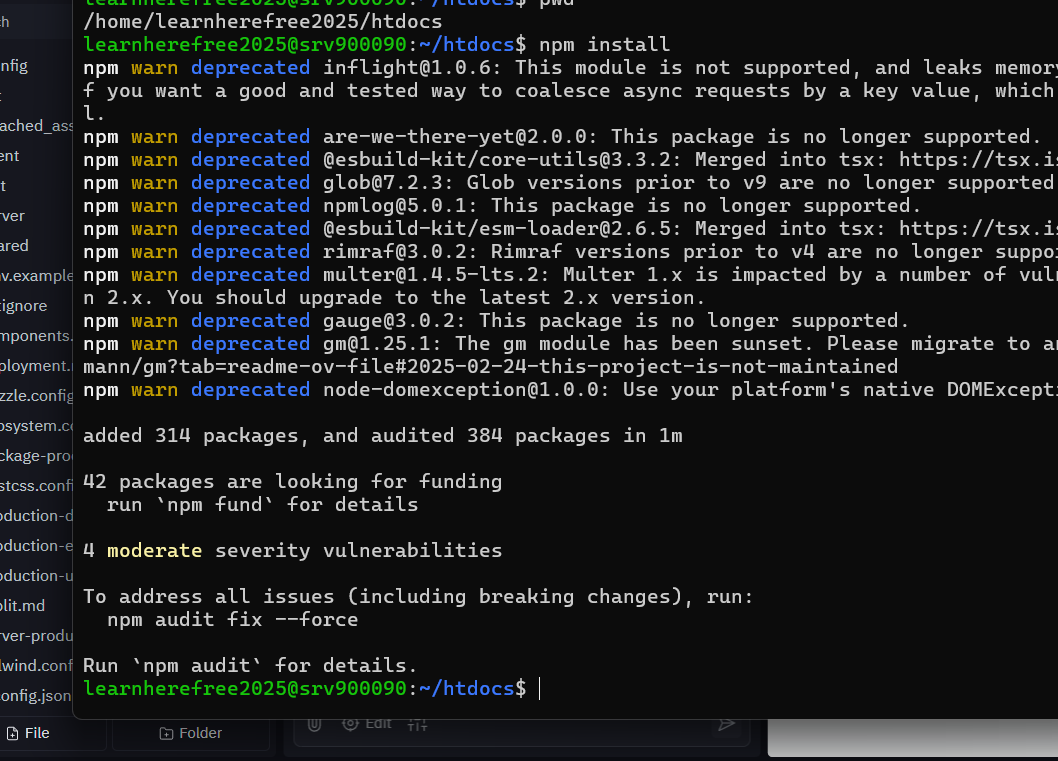 learnherefree2025@srv900090:~/htdocs$ pwd
/home/learnherefree2025/htdocs
learnherefree2025@srv900090:~/htdocs$ npm install
npm warn deprecated inflight@1.0.6: This module is not supported, and leaks memory
f you want a good and tested way to coalesce async requests by a key value, which
l.
npm warn deprecated are-we-there-yet@2.0.0: This package is no longer supported.
npm warn deprecated @esbuild-kit/core-utils@3.3.2: Merged into tsx: https://tsx.is
npm warn deprecated glob@7.2.3: Glob versions prior to v9 are no longer supported
npm warn deprecated npmlog@5.0.1: This package is no longer supported.
npm warn deprecated @esbuild-kit/esm-loader@2.6.5: Merged into tsx: https://tsx.is
npm warn deprecated rimraf@3.0.2: Rimraf versions prior to v4 are no longer suppo
npm warn deprecated multer@1.4.5-lts.2: Multer 1.x is impacted by a number of vuln
n 2.x. You should upgrade to the latest 2.x version.
npm warn deprecated gauge@3.0.2: This package is no longer supported.
npm warn deprecated gm@1.25.1: The gm module has been sunset. Please migrate to an
mann/gm?tab=readme-ov-file#2025-02-24-this-project-is-not-maintained
npm warn deprecated node-domexception@1.0.0: Use your platform's native DOMExcepti
added 314 packages, and audited 384 packages in 1m
42 packages are looking for funding
run `npm fund` for details
4 moderate severity vulnerabilities
To address all issues (including breaking changes), run:
npm audit fix --force
Run `npm audit` for details.
learnherefree2025@srv900090:~/htdocs$
ch
nfig
t
ached_ass
ent
t
rver
ared
nv.example
tignore
mponents.
ployment.
zzle.config
osystem.co
ckage-pro
stcss.confi
oduction-d
oduction-e
oduction-u
plit.md
rver-produ
lwind.conf
config.json
File
Folder
Edit